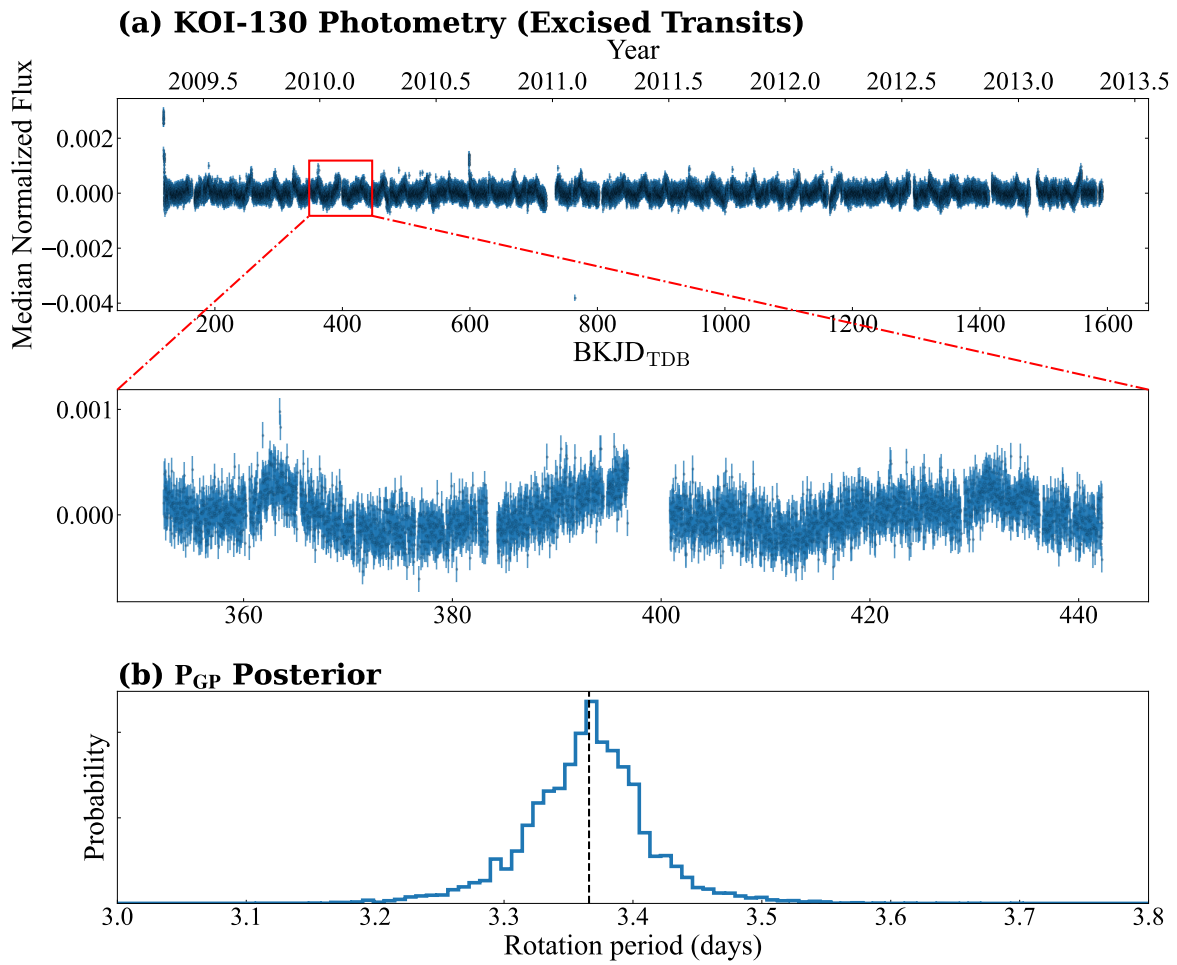 (a) KOI-130 Photometry (Excised Transits)
Year
2009.5 2010.0 2010.5 2011.0 2011.5 2012.0 2012.5 2013.0 2013.5
Median Normalized Flux
0.002
0.000
−0.002
−0.004
200 400 600 800 1000 1200 1400 1600
BKJD_TDB
0.001
0.000
360 380 400 420 440
(b) P_GP Posterior
Probability
3.0 3.1 3.2 3.3 3.4 3.5 3.6 3.7 3.8
Rotation period (days)